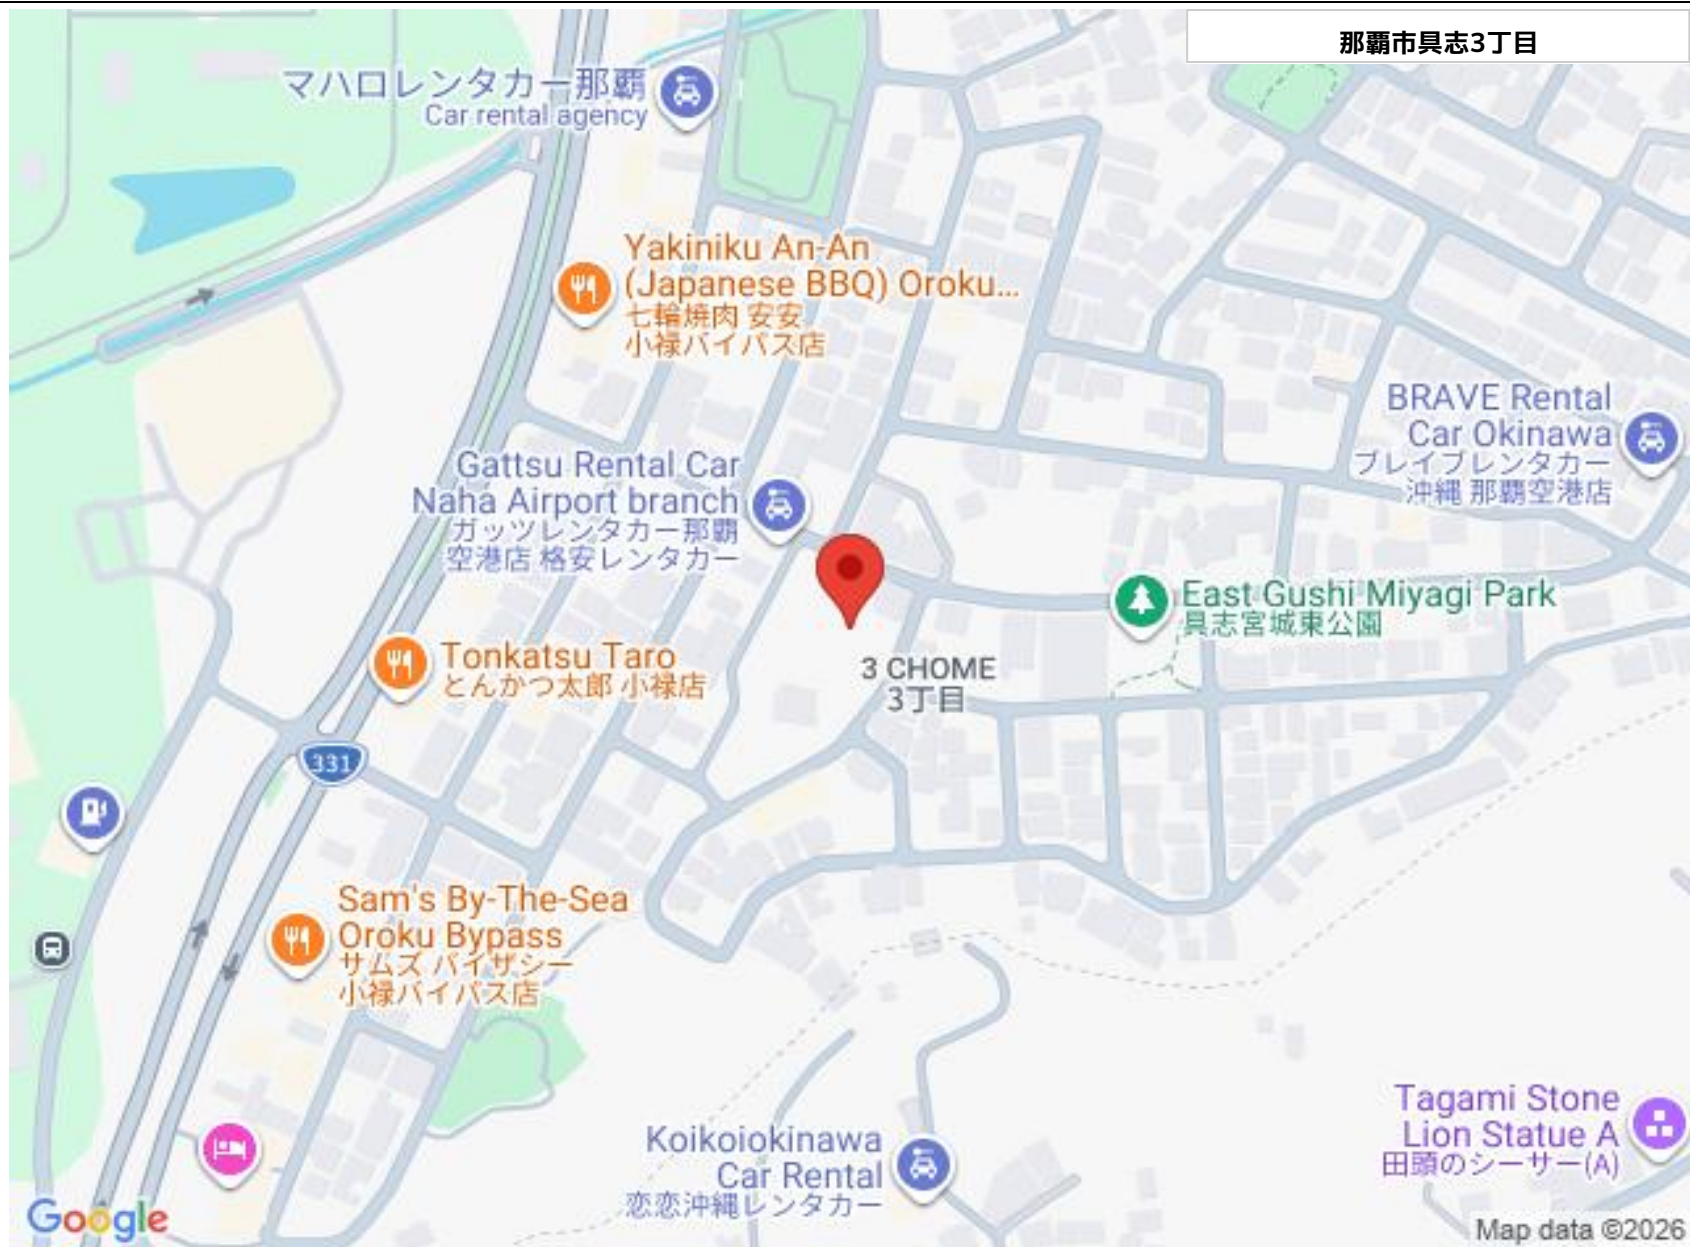 那覇市具志3丁目
マハロレンタカー那覇
Car rental agency
Yakiniku An-An
(Japanese BBQ) Oroku...
七輪焼肉 安安
小禄バイパス店
BRAVE Rental
Car Okinawa
ブレイブレンタカー
沖縄 那覇空港店
Gattsu Rental Car
Naha Airport branch
ガッツレンタカー那覇
空港店 格安レンタカー
East Gushi Miyagi Park
具志宮城東公園
Tonkatsu Taro
とんかつ太郎 小禄店
3 CHOME
3丁目
331
Sam's By-The-Sea
Oroku Bypass
サムズ バイザシー
小禄バイパス店
Tagami Stone
Lion Statue A
田頭のシーサー(A)
Koikoiokinawa
Car Rental
恋恋沖縄レンタカー
Google
Map data ©2026